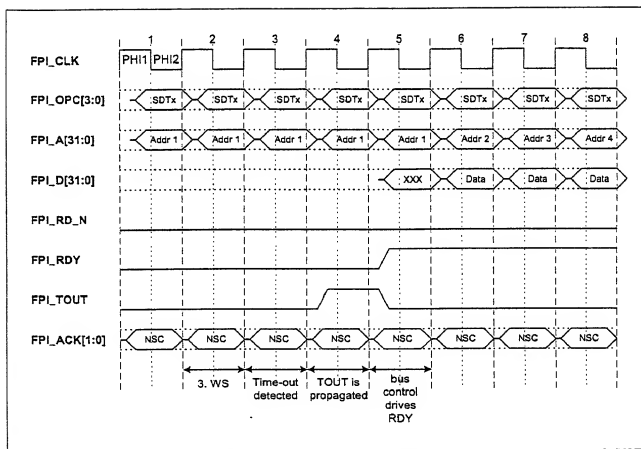 1 2 3 4 5 6 7 8
FPI_CLK PHI1 PHI2
FPI_OPC[3:0] SDTx SDTx SDTx SDTx SDTx SDTx SDTx SDTx
FPI_A[31:0] Addr 1 Addr 1 Addr 1 Addr 1 Addr 1 Addr 2 Addr 3 Addr 4
FPI_D[31:0] XXX Data Data Data
FPI_RD_N
FPI_RDY
FPI_TOUT
FPI_ACK[1:0] NSC NSC NSC NSC NSC NSC NSC NSC
3. WS
Time-out
detected
TOUT is
propagated
bus
control
drives
RDY